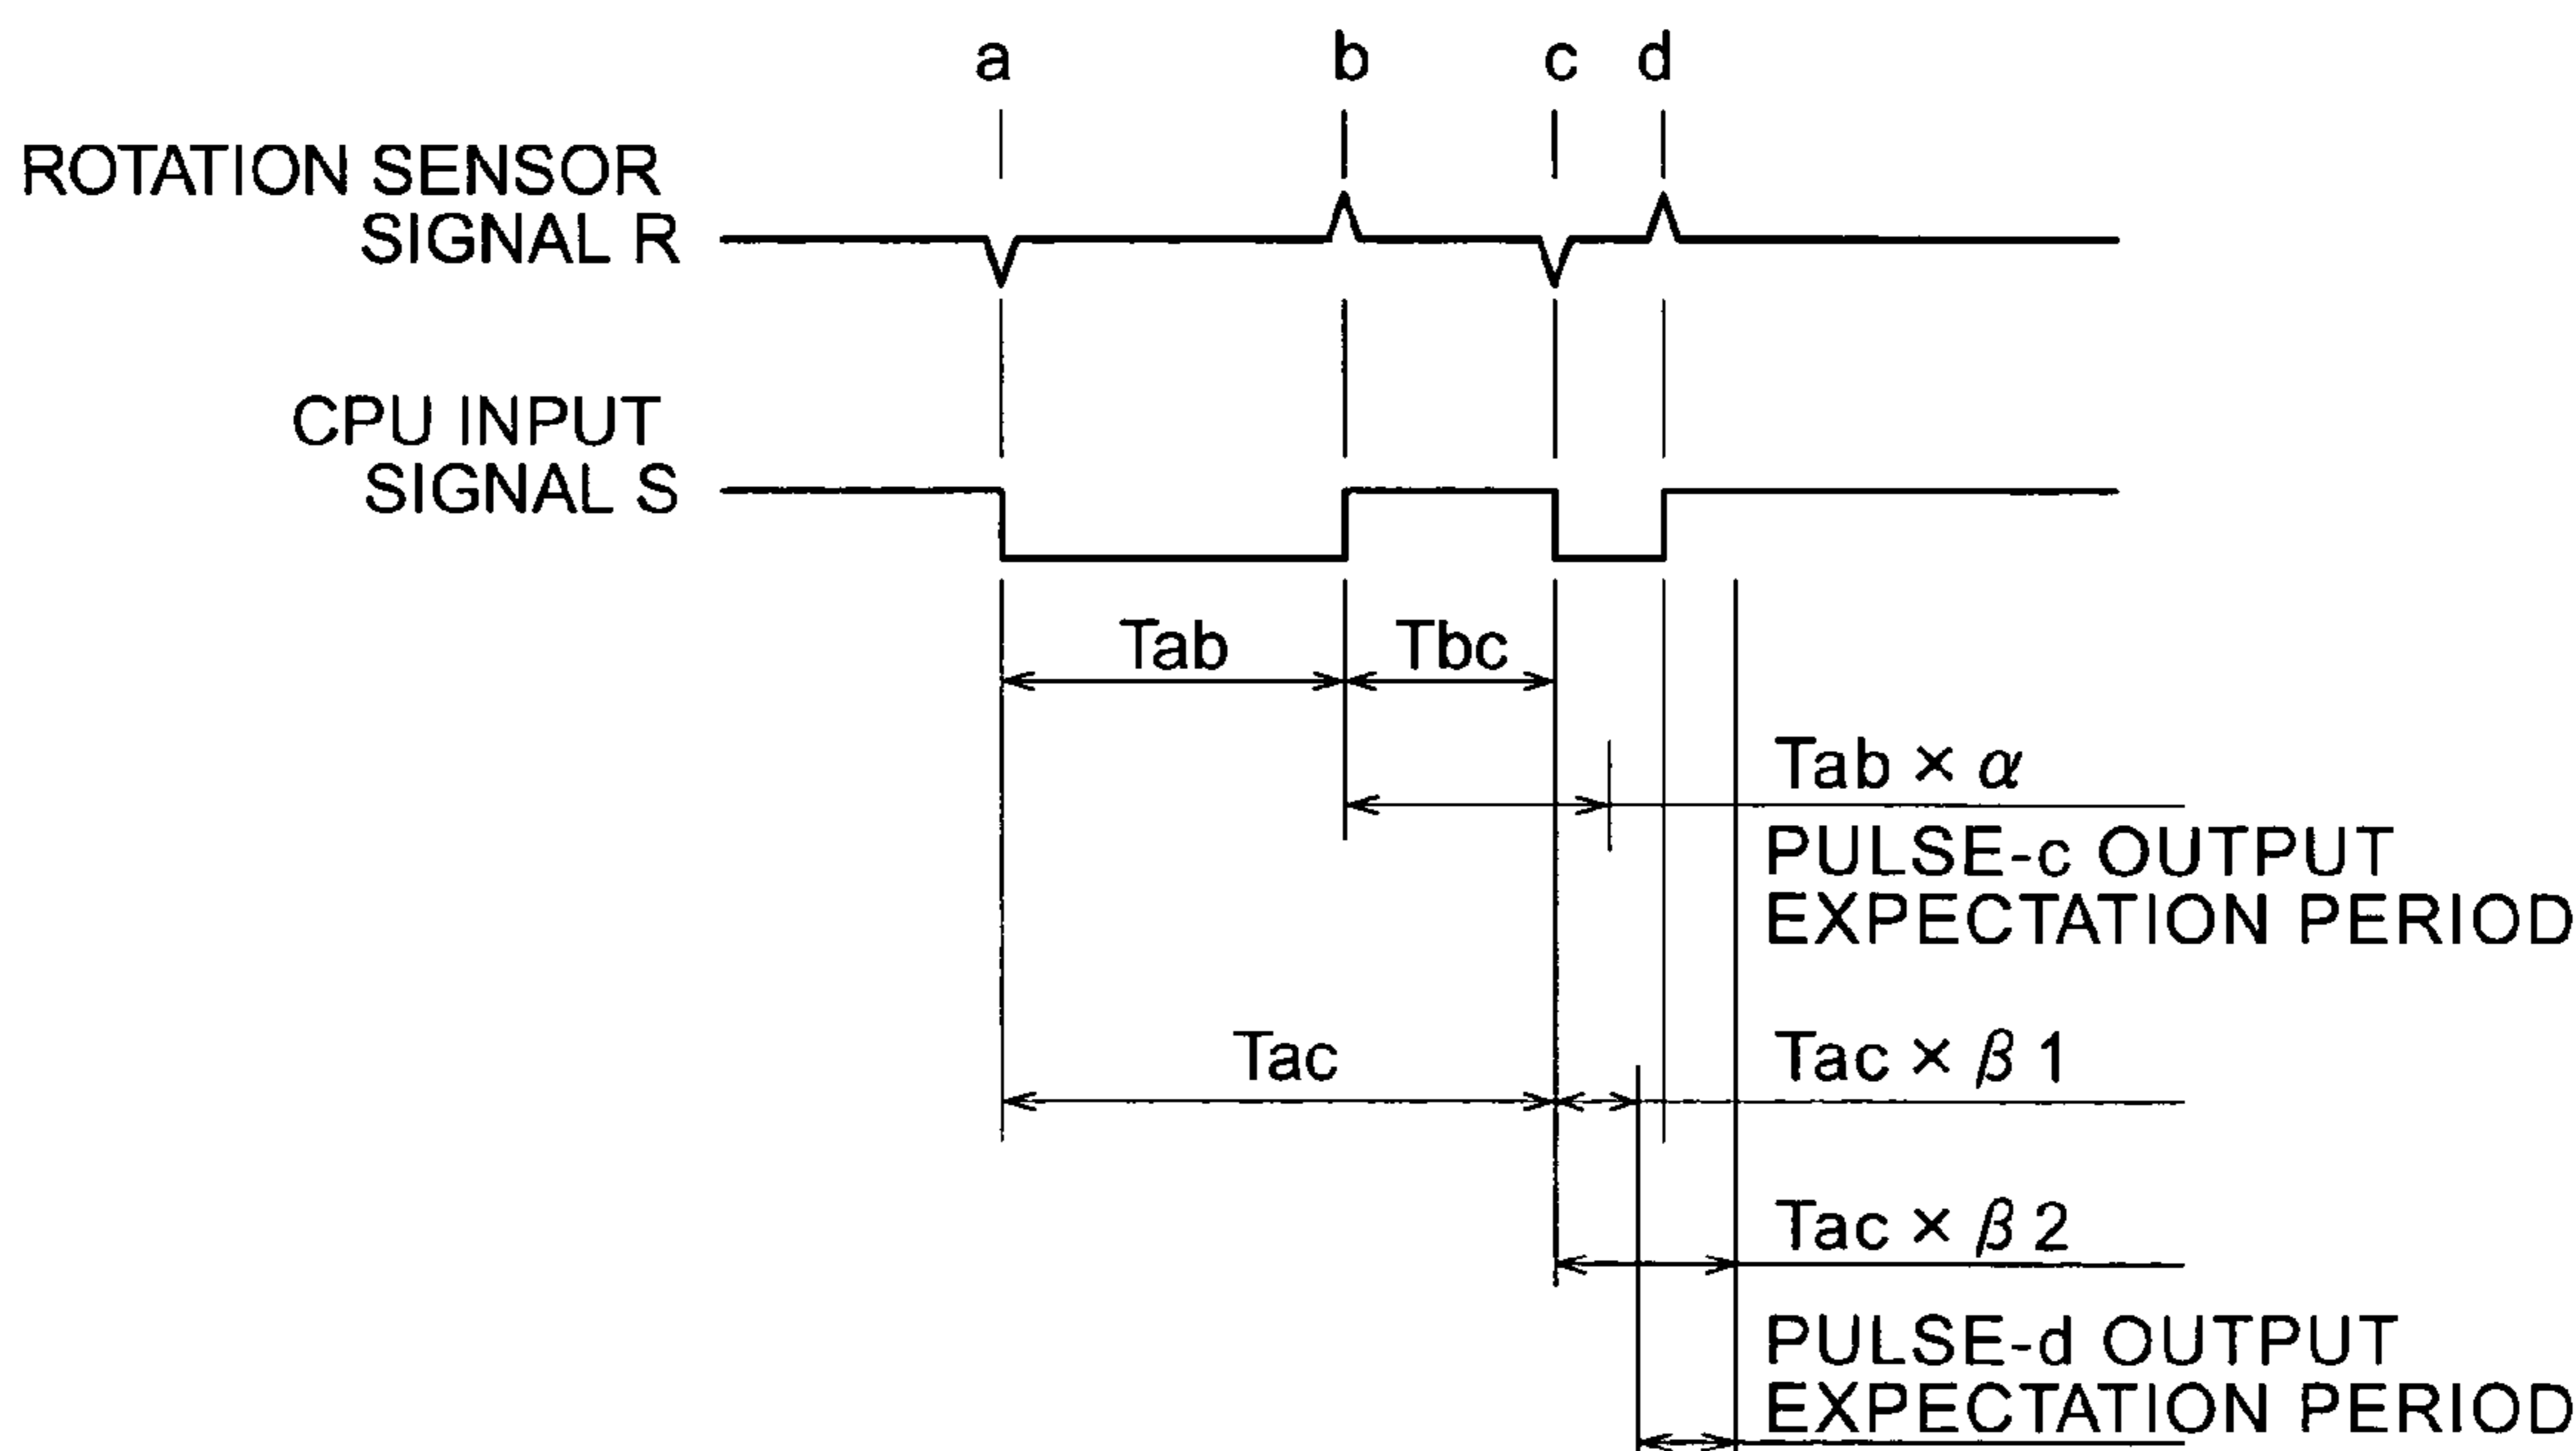 a b c d
ROTATION SENSOR
SIGNAL R
CPU INPUT
SIGNAL S
Tab Tbc
Tab × α
PULSE-c OUTPUT
EXPECTATION PERIOD
Tac Tac × β 1
Tac × β 2
PULSE-d OUTPUT
EXPECTATION PERIOD